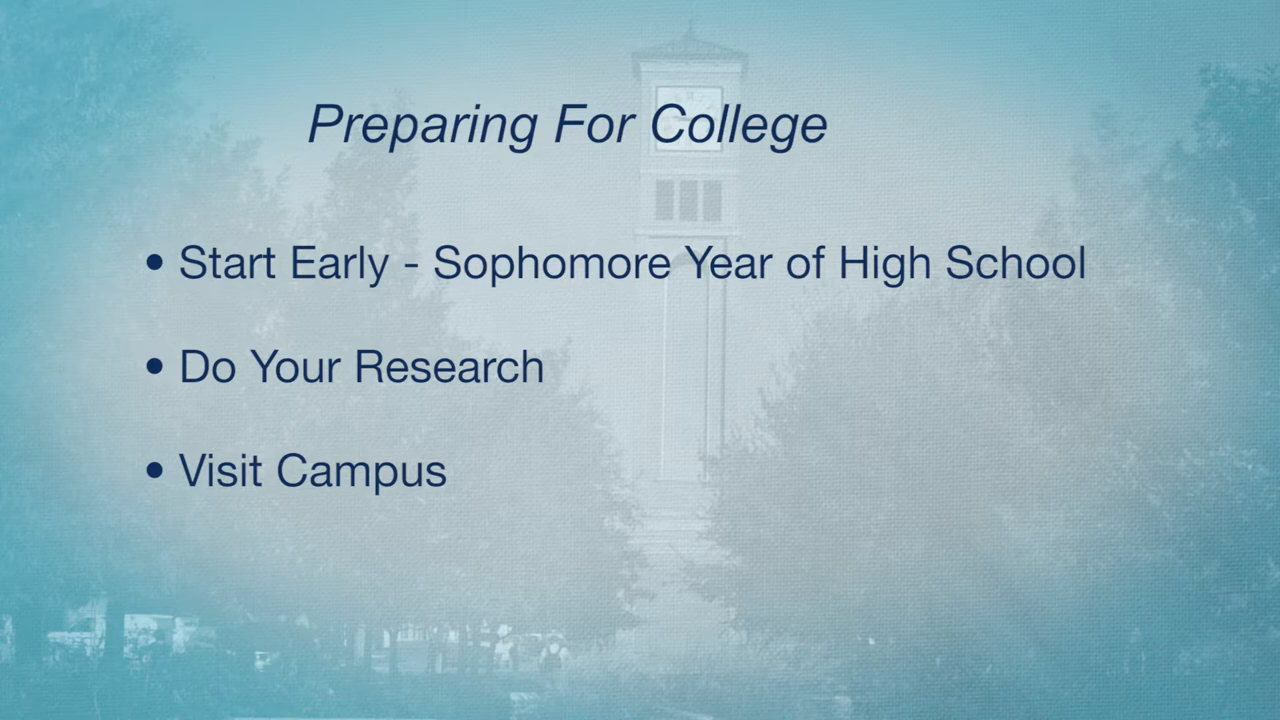 Preparing For College
• Start Early - Sophomore Year of High School
• Do Your Research
• Visit Campus